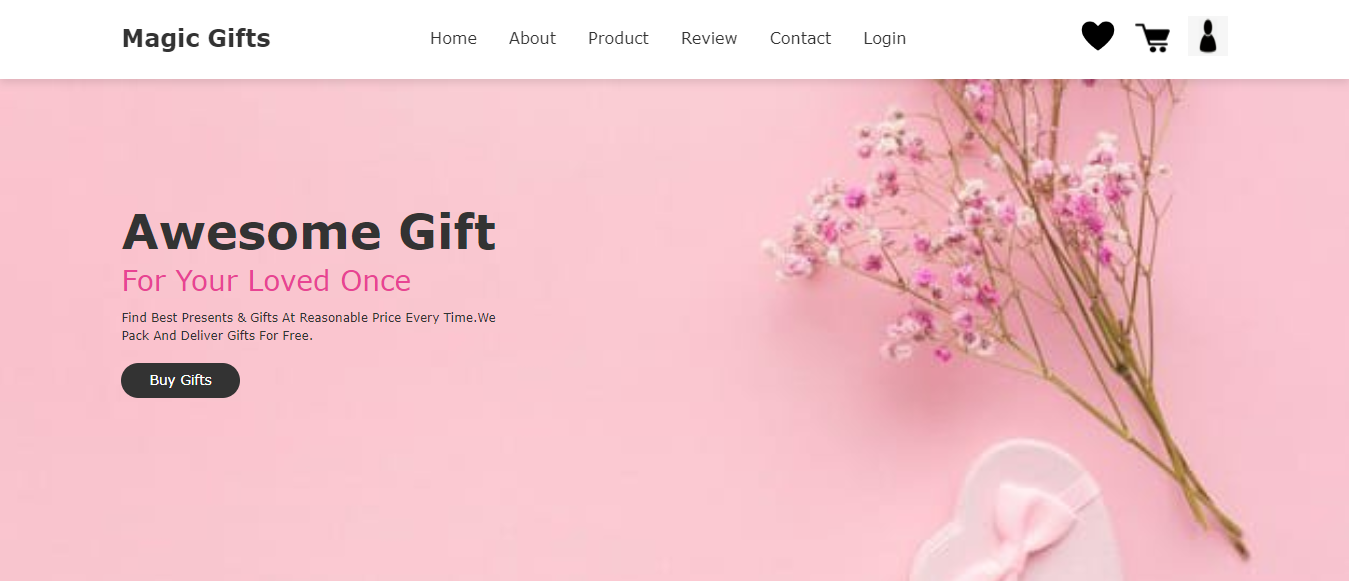 Magic Gifts
Home About Product Review Contact Login
Awesome Gift
For Your Loved Once
Find Best Presents & Gifts At Reasonable Price Every Time.We
Pack And Deliver Gifts For Free.
Buy Gifts